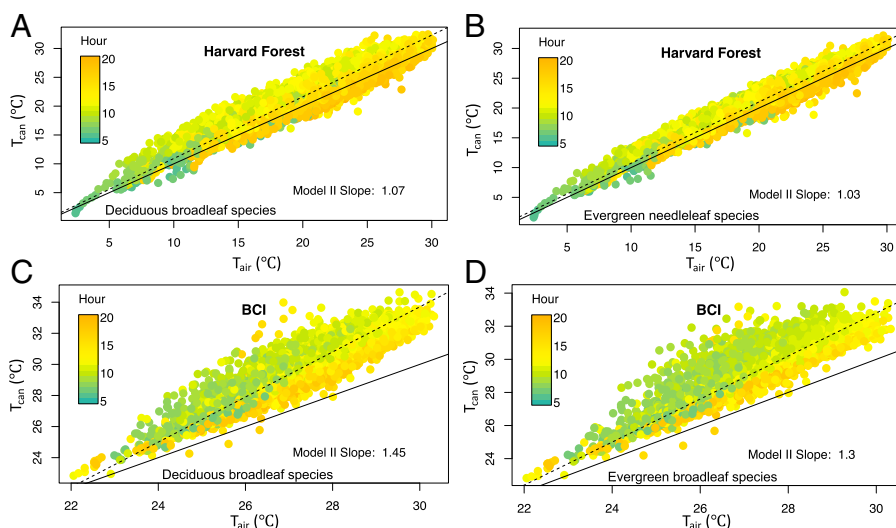 A
Hour
20
15
10
5
Harvard Forest
Tcan (°C)
30
25
20
15
10
5
Model II Slope: 1.07
Deciduous broadleaf species
5 10 15 20 25 30
Tair (°C)
B
Hour
20
15
10
5
Harvard Forest
Tcan (°C)
30
25
20
15
10
5
Model II Slope: 1.03
Evergreen needleleaf species
5 10 15 20 25 30
Tair (°C)
C
Hour
20
15
10
5
BCI
Tcan (°C)
34
32
30
28
26
24
Model II Slope: 1.45
Deciduous broadleaf species
22 24 26 28 30
Tair (°C)
D
Hour
20
15
10
5
BCI
Tcan (°C)
34
32
30
28
26
24
Model II Slope: 1.3
Evergreen broadleaf species
22 24 26 28 30
Tair (°C)